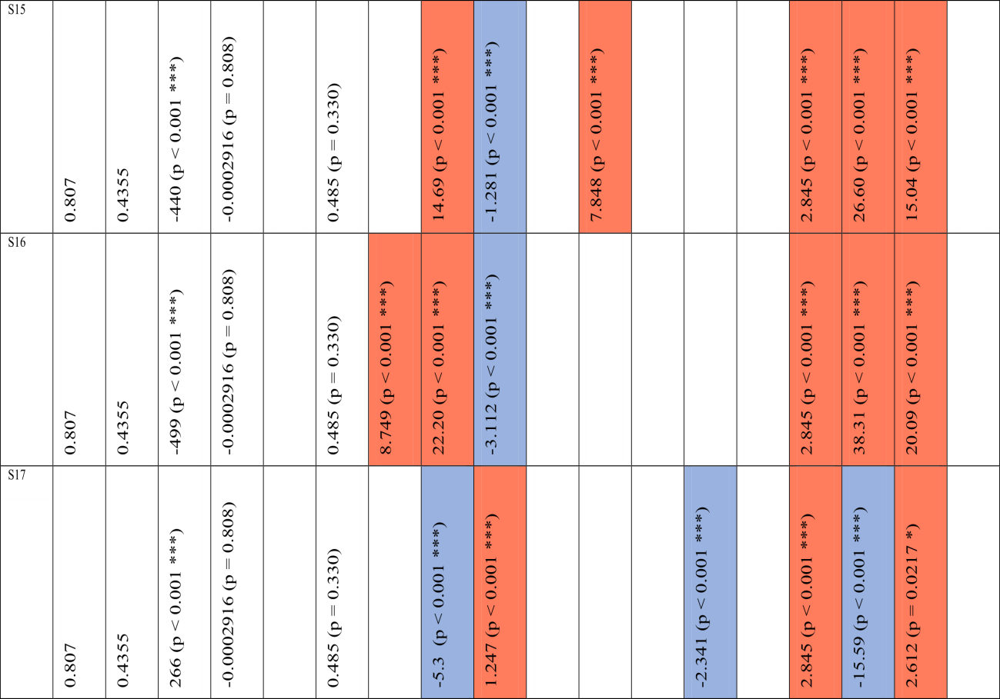 S15
0.807
0.4355
-440 (p < 0.001 ***)
-0.0002916 (p = 0.808)
0.485 (p = 0.330)
14.69 (p < 0.001 ***)
-1.281 (p < 0.001 ***)
7.848 (p < 0.001 ***)
2.845 (p < 0.001 ***)
26.60 (p < 0.001 ***)
15.04 (p < 0.001 ***)
S16
0.807
0.4355
-499 (p < 0.001 ***)
-0.0002916 (p = 0.808)
0.485 (p = 0.330)
8.749 (p < 0.001 ***)
22.20 (p < 0.001 ***)
-3.112 (p < 0.001 ***)
2.845 (p < 0.001 ***)
38.31 (p < 0.001 ***)
20.09 (p < 0.001 ***)
S17
0.807
0.4355
266 (p < 0.001 ***)
-0.0002916 (p = 0.808)
0.485 (p = 0.330)
-5.3 (p < 0.001 ***)
1.247 (p < 0.001 ***)
-2.341 (p < 0.001 ***)
2.845 (p < 0.001 ***)
-15.59 (p < 0.001 ***)
2.612 (p = 0.0217 *)